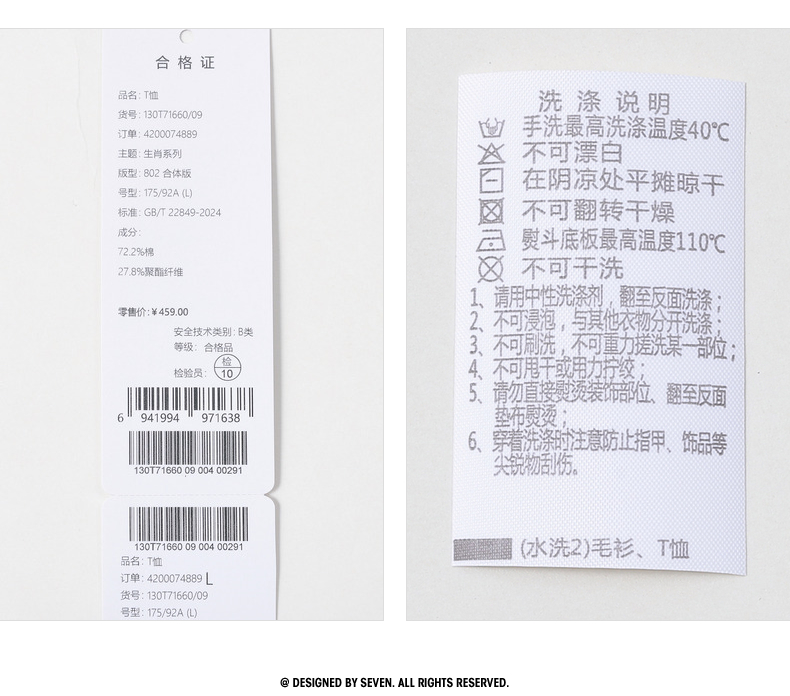 合格证
品名: T恤
货号: 130T71660/09
订单: 4200074889
主题: 生肖系列
版型: 802 合体版
号型: 175/92A (L)
标准: GB/T 22849-2024
成分:
72.2%棉
27.8%聚酯纤维
零售价: ¥459.00
安全技术类别: B类
等级: 合格品
检验员: 检 10
6 941994 971638
130T71660 09 004 00291
130T71660 09 004 00291
品名: T恤
订单: 4200074889 L
货号: 130T71660/09
号型: 175/92A (L)
洗涤说明
手洗最高洗涤温度40℃
不可漂白
在阴凉处平摊晾干
不可翻转干燥
熨斗底板最高温度110℃
不可干洗
1、请用中性洗涤剂，翻至反面洗涤；
2、不可浸泡，与其他衣物分开洗涤；
3、不可刷洗，不可重力搓洗某一部位；
4、不可甩干或用力拧绞；
5、请勿直接熨烫装饰部位、翻至反面
垫布熨烫；
6、穿着洗涤时注意防止指甲、饰品等
尖锐物刮伤。
(水洗2)毛衫、T恤
@ DESIGNED BY SEVEN. ALL RIGHTS RESERVED.